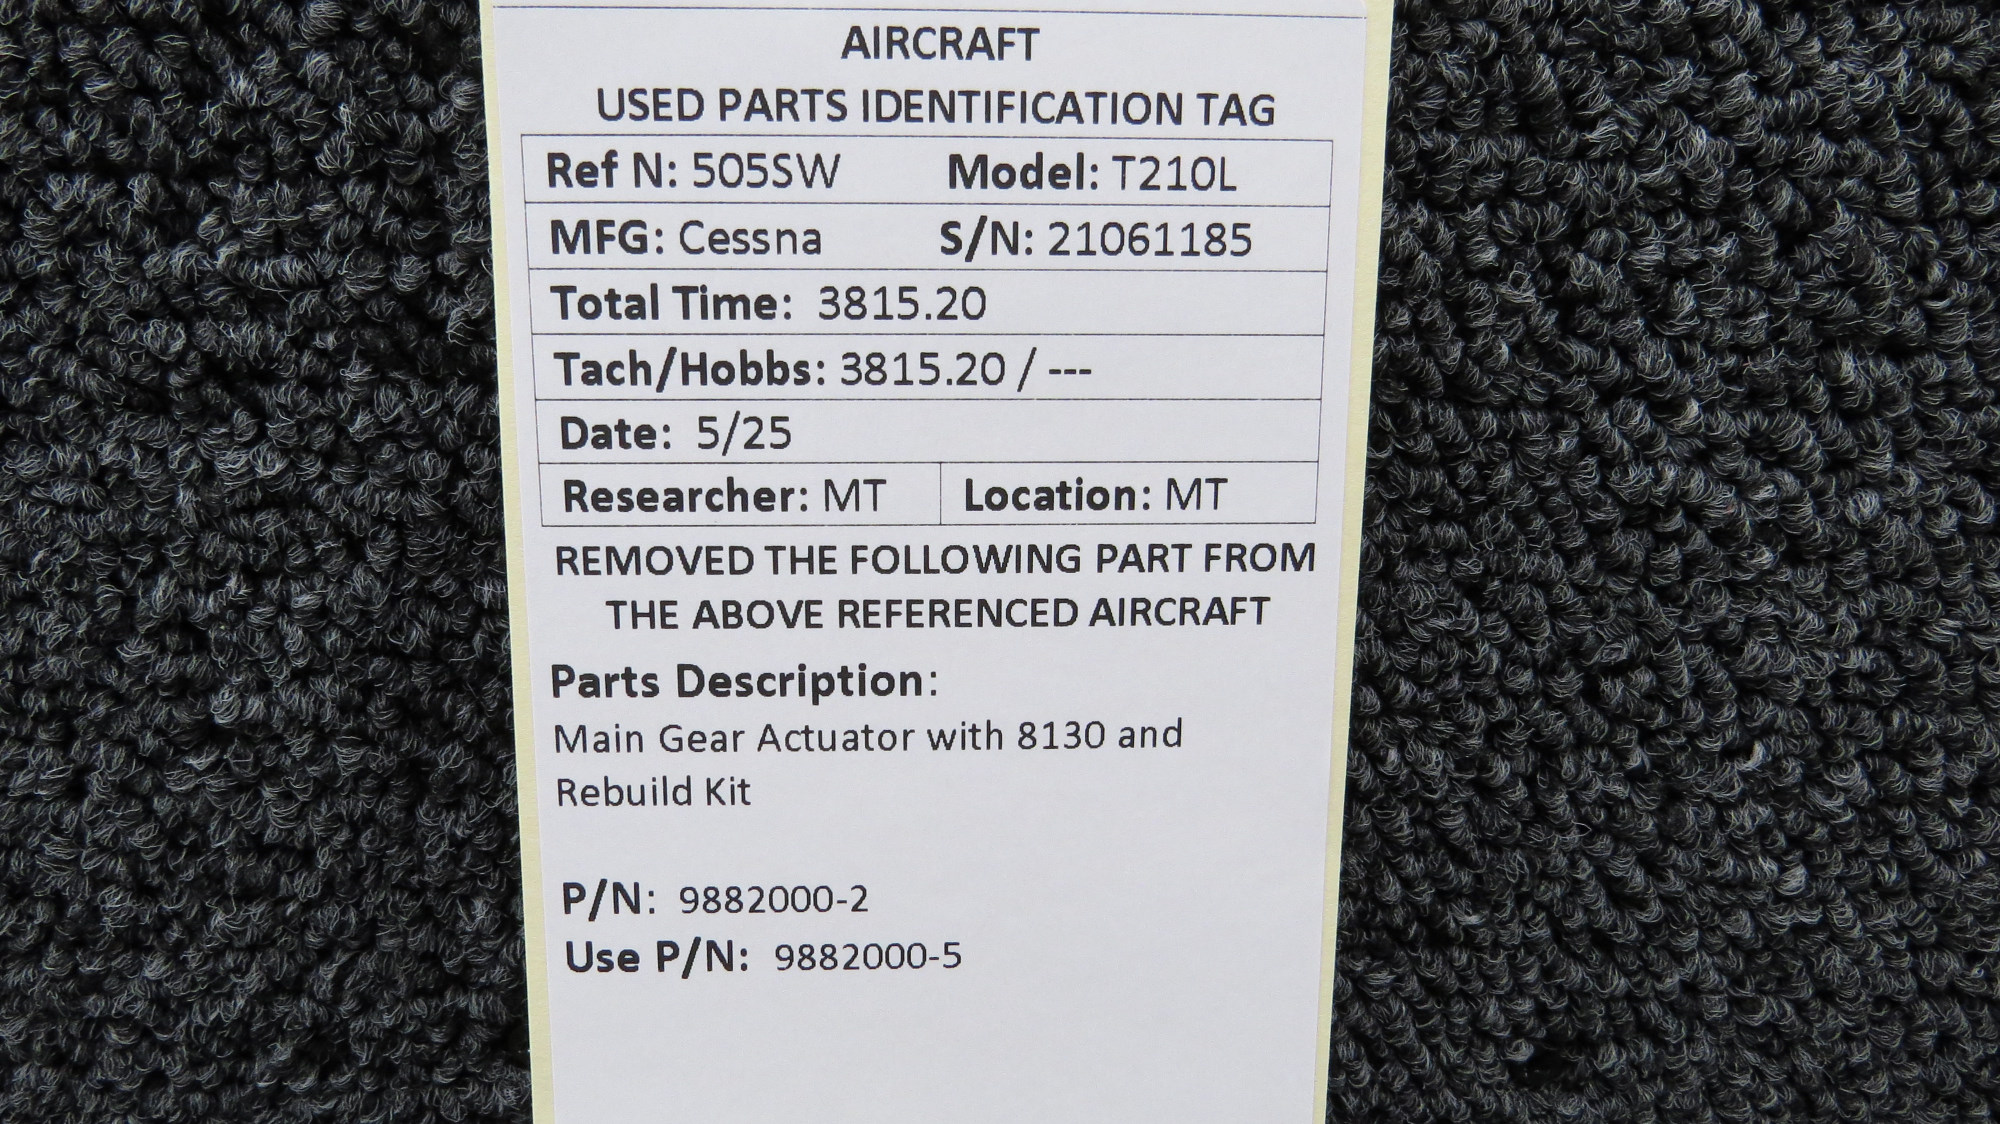 AIRCRAFT
USED PARTS IDENTIFICATION TAG
Ref N: 505SW Model: T210L
MFG: Cessna S/N: 21061185
Total Time: 3815.20
Tach/Hobbs: 3815.20 / ---
Date: 5/25
Researcher: MT Location: MT
REMOVED THE FOLLOWING PART FROM
THE ABOVE REFERENCED AIRCRAFT
Parts Description:
Main Gear Actuator with 8130 and
Rebuild Kit
P/N: 9882000-2
Use P/N: 9882000-5